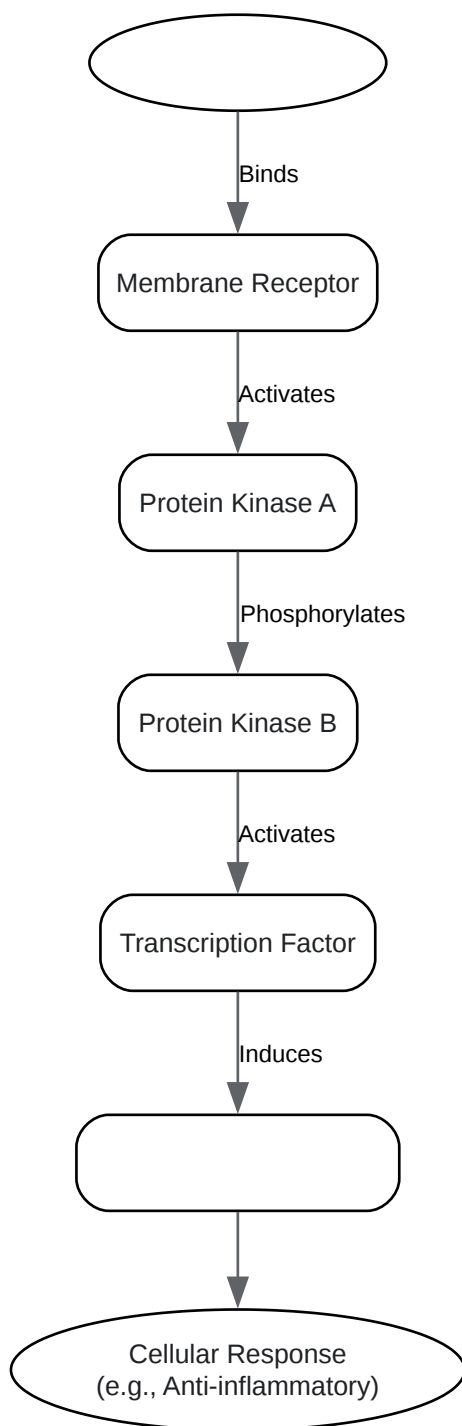 Binds
Membrane Receptor
Activates
Protein Kinase A
Phosphorylates
Protein Kinase B
Activates
Transcription Factor
Induces
Cellular Response
(e.g., Anti-inflammatory)